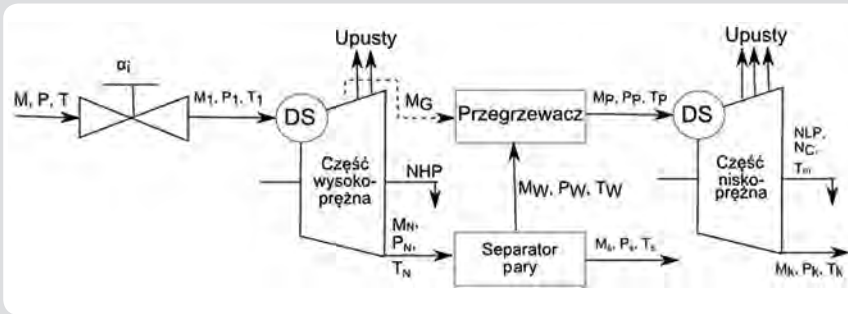 Upusty
Upusty
αi
M, P, T
M1, P1, T1
DS
MG
Przegrzewacz
MP, PP, TP
DS
NLP,
NC,
Tm
Część
wysoko-
prężna
NHP
Część
nisko-
prężna
MW, PW, TW
MN,
PN,
TN
Separator
pary
Ms, Ps, Ts
Mk, Pk, Tk